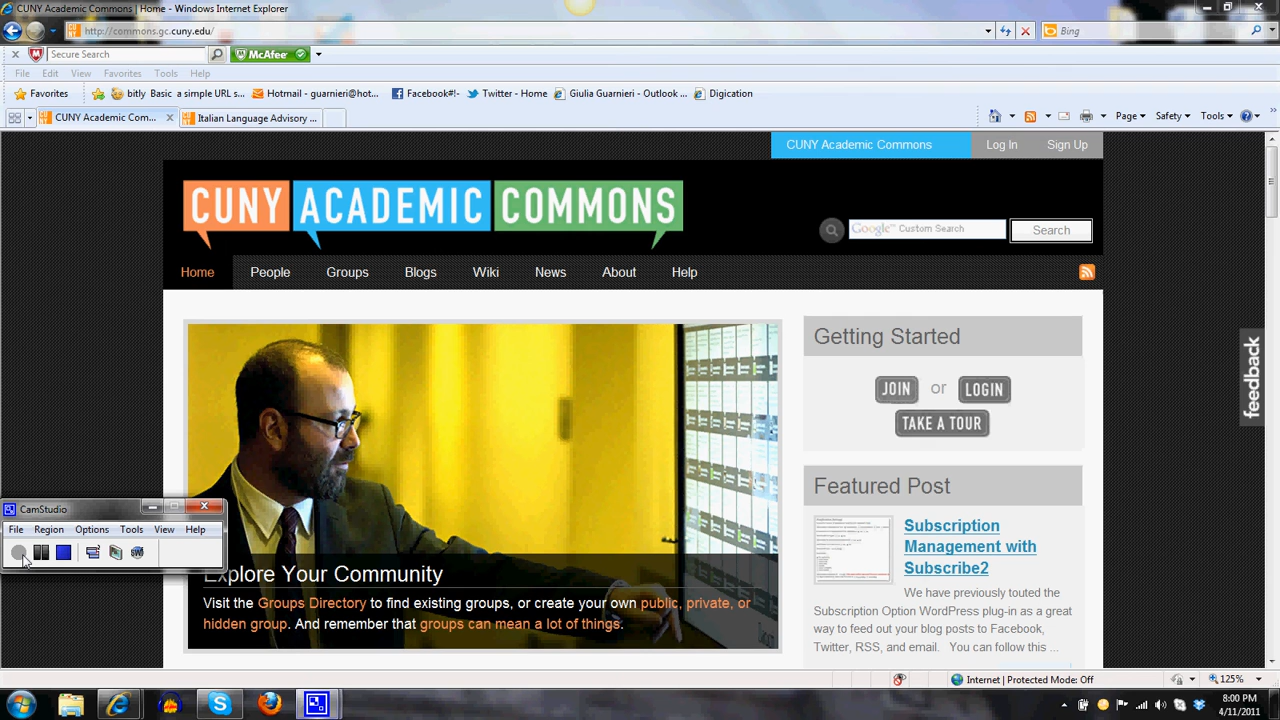 CUNY Academic Commons | Home - Windows Internet Explorer
http://commons.gc.cuny.edu/
Bing
Secure Search
McAfee
File Edit View Favorites Tools Help
Favorites
bitly Basic a simple URL s...
Hotmail - guarnieri@hot...
Facebook#!-
Twitter - Home
Giulia Guarnieri - Outlook ...
Digication
CUNY Academic Com...
Italian Language Advisory ...
Page
Safety
Tools
CUNY Academic Commons
Log In
Sign Up
CUNY ACADEMIC COMMONS
Google™ Custom Search
Search
Home People Groups Blogs Wiki News About Help
Getting Started
JOIN or LOGIN
TAKE A TOUR
feedback
Featured Post
Subscription
Management with
Subscribe2
We have previously touted the
Subscription Option WordPress plug-in as a great
way to feed out your blog posts to Facebook,
Twitter, RSS, and email. You can follow this ...
Explore Your Community
Visit the Groups Directory to find existing groups, or create your own public, private, or
hidden group. And remember that groups can mean a lot of things.
CamStudio
File Region Options Tools View Help
Internet | Protected Mode: Off
125%
8:00 PM
4/11/2011